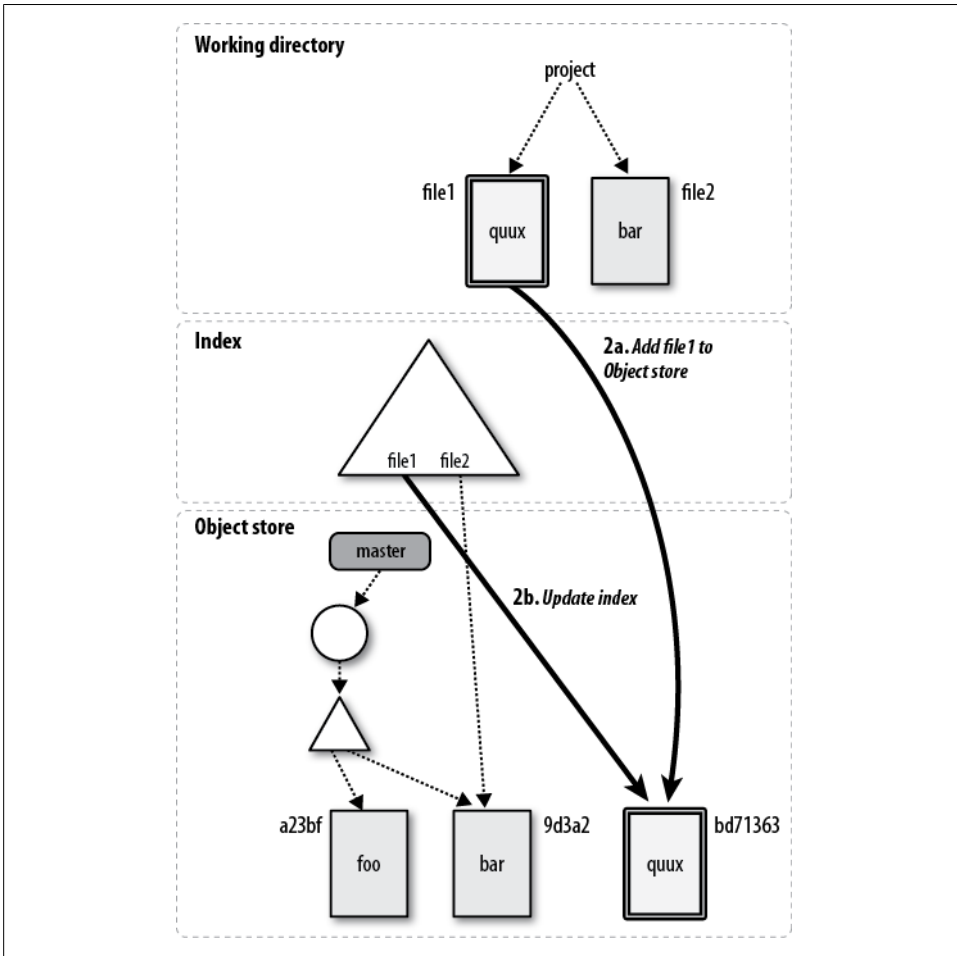 Working directory
project
file1
quux
bar
file2
Index
2a. Add file1 to
Object store
file1
file2
Object store
master
2b. Update index
a23bf
foo
bar
9d3a2
quux
bd71363